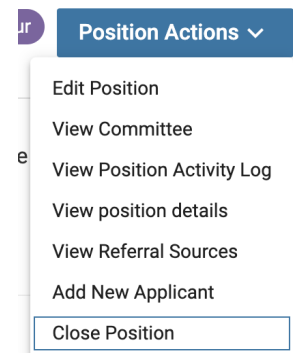 ur
Position Actions
Edit Position
View Committee
e
View Position Activity Log
View position details
View Referral Sources
Add New Applicant
Close Position